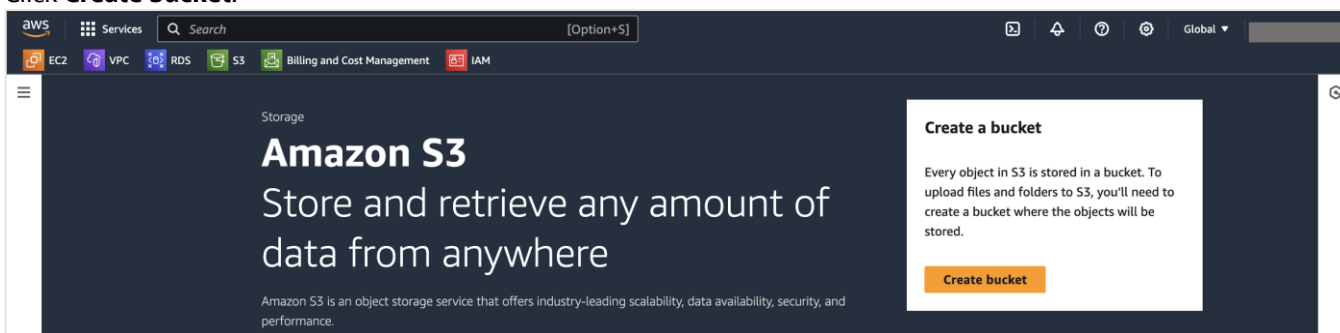 Click Create bucket.
aws Services Search [Option+S] Global
EC2 VPC RDS S3 Billing and Cost Management IAM
Storage
Amazon S3
Store and retrieve any amount of
data from anywhere
Amazon S3 is an object storage service that offers industry-leading scalability, data availability, security, and
performance.
Create a bucket
Every object in S3 is stored in a bucket. To
upload files and folders to S3, you'll need to
create a bucket where the objects will be
stored.
Create bucket